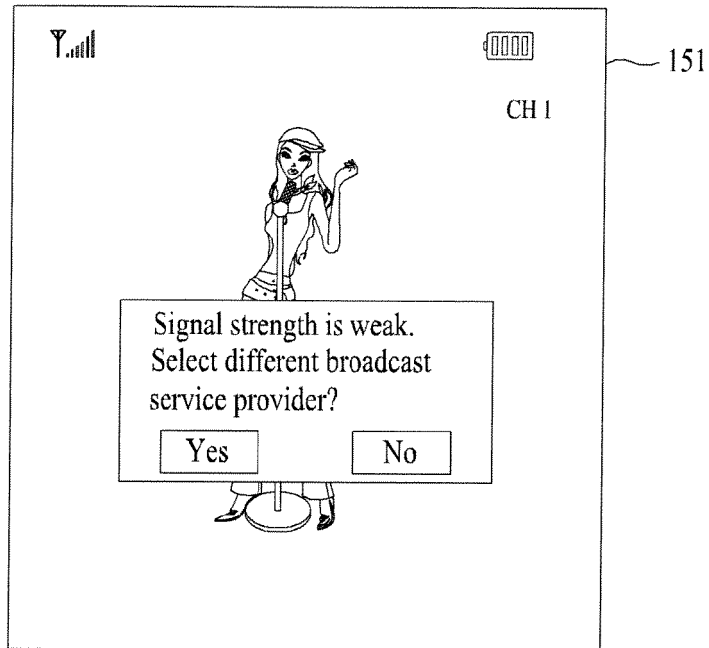 151
CH 1
Signal strength is weak.
Select different broadcast
service provider?
Yes No